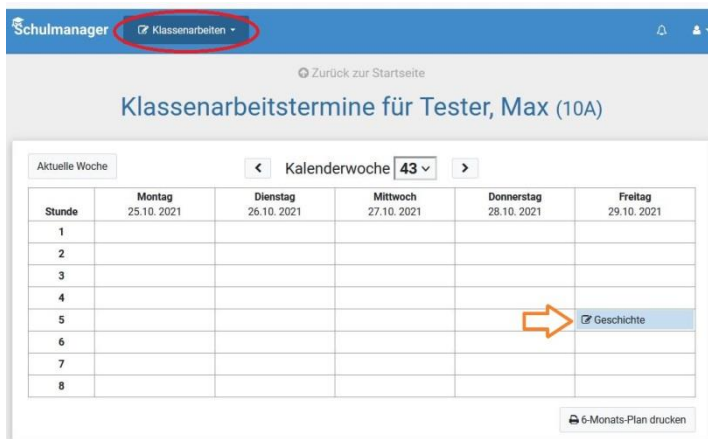 Schulmanager Klassenarbeiten
Zurück zur Startseite
Klassenarbeitstermine für Tester, Max (10A)
Aktuelle Woche Kalenderwoche 43
Stunde Montag 25.10. 2021 Dienstag 26.10. 2021 Mittwoch 27.10. 2021 Donnerstag 28.10. 2021 Freitag 29.10. 2021
1
2
3
4
5 Geschichte
6
7
8
6-Monats-Plan drucken